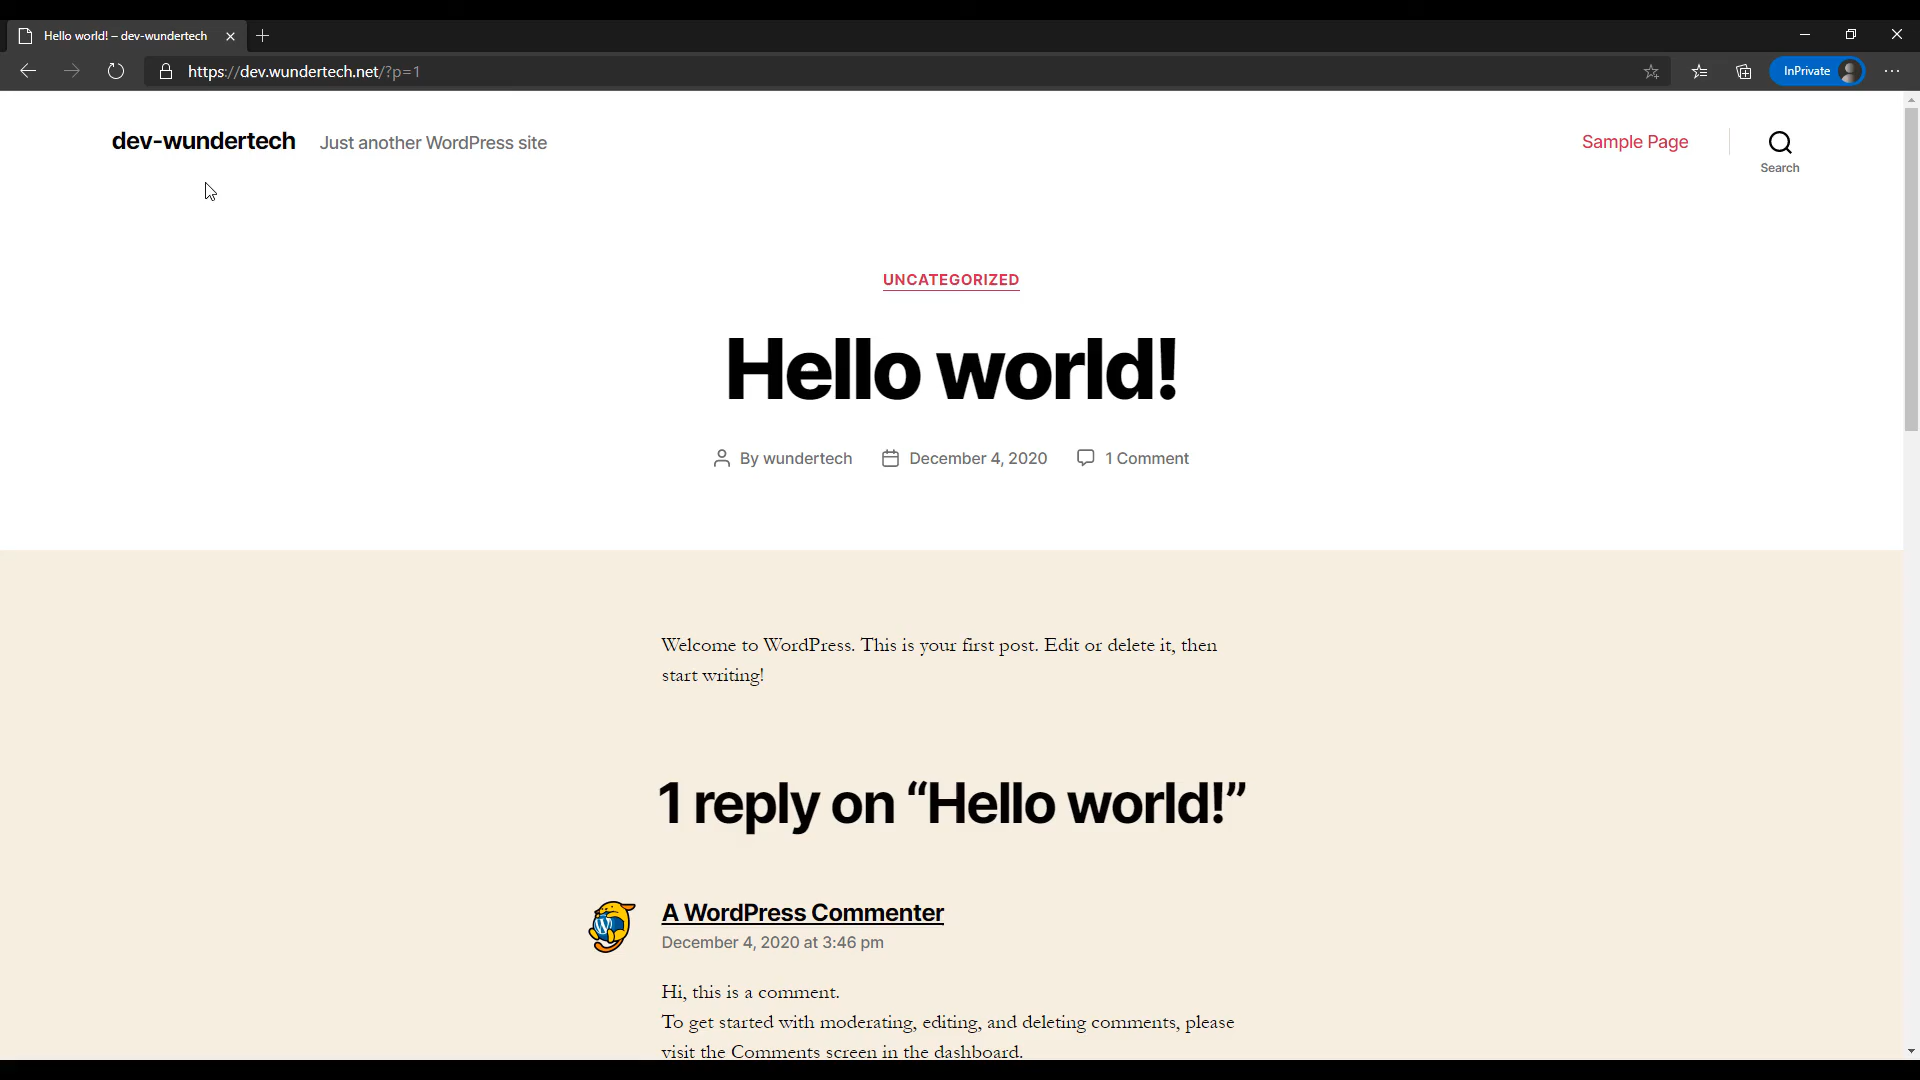 Hello world! – dev-wundertech
https://dev.wundertech.net/?p=1
InPrivate
dev-wundertech Just another WordPress site
Sample Page
Search
UNCATEGORIZED
Hello world!
By wundertech December 4, 2020 1 Comment
Welcome to WordPress. This is your first post. Edit or delete it, then
start writing!
1 reply on “Hello world!”
A WordPress Commenter
December 4, 2020 at 3:46 pm
Hi, this is a comment.
To get started with moderating, editing, and deleting comments, please
visit the Comments screen in the dashboard.